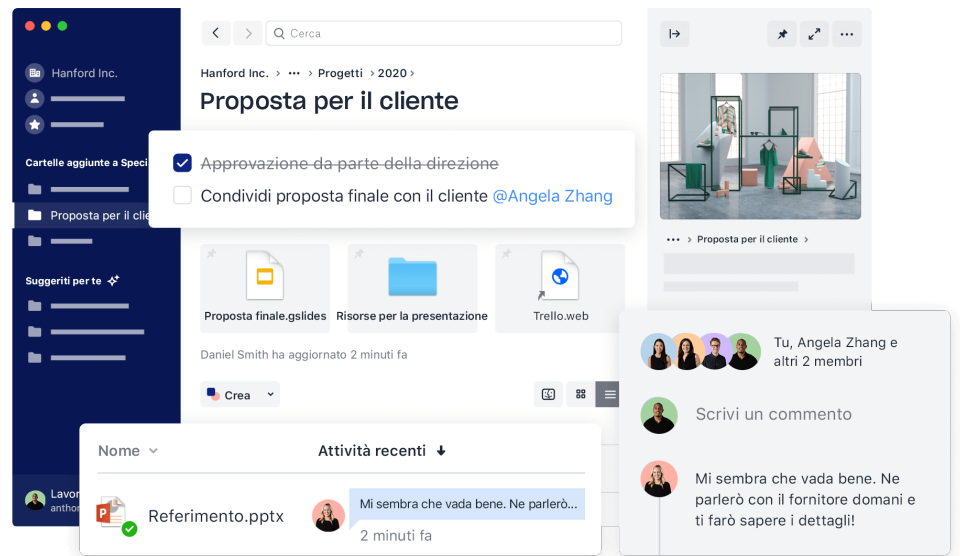 Cerca
Hanford Inc.
Hanford Inc. > ••• > Progetti > 2020 >
Proposta per il cliente
Cartelle aggiunte a Speci
Approvazione da parte della direzione
Condividi proposta finale con il cliente @Angela Zhang
Proposta per il clie
••• > Proposta per il cliente >
Suggeriti per te
Proposta finale.gslides
Risorse per la presentazione
Trello.web
Daniel Smith ha aggiornato 2 minuti fa
Crea
Tu, Angela Zhang e
altri 2 membri
Scrivi un commento
Nome
Attività recenti
Lavor
anthor
P
Referimento.pptx
Mi sembra che vada bene. Ne parlerò...
2 minuti fa
Mi sembra che vada bene. Ne
parlerò con il fornitore domani e
ti farò sapere i dettagli!